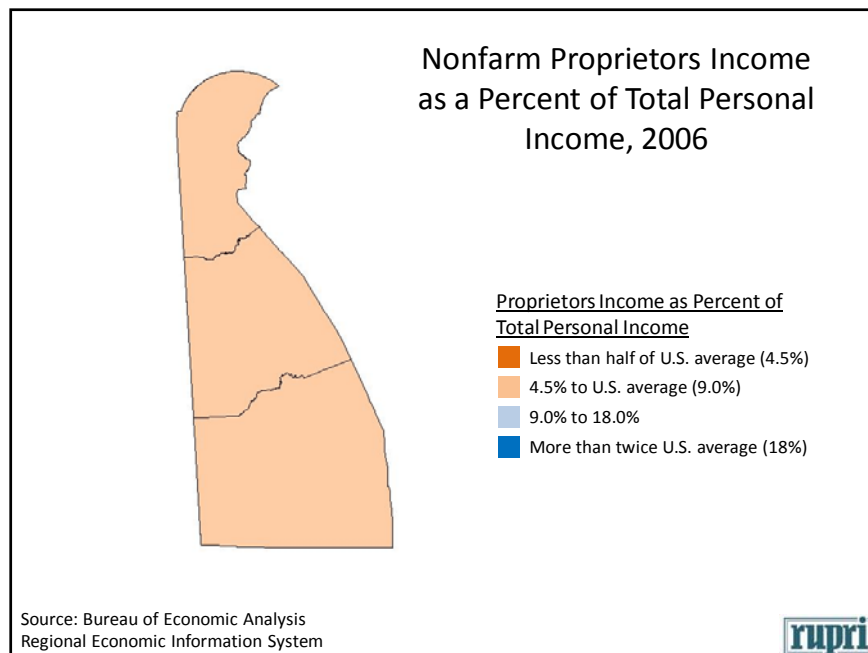 Nonfarm Proprietors Income
as a Percent of Total Personal
Income, 2006
Proprietors Income as Percent of
Total Personal Income
Less than half of U.S. average (4.5%)
4.5% to U.S. average (9.0%)
9.0% to 18.0%
More than twice U.S. average (18%)
Source: Bureau of Economic Analysis
Regional Economic Information System
rupri